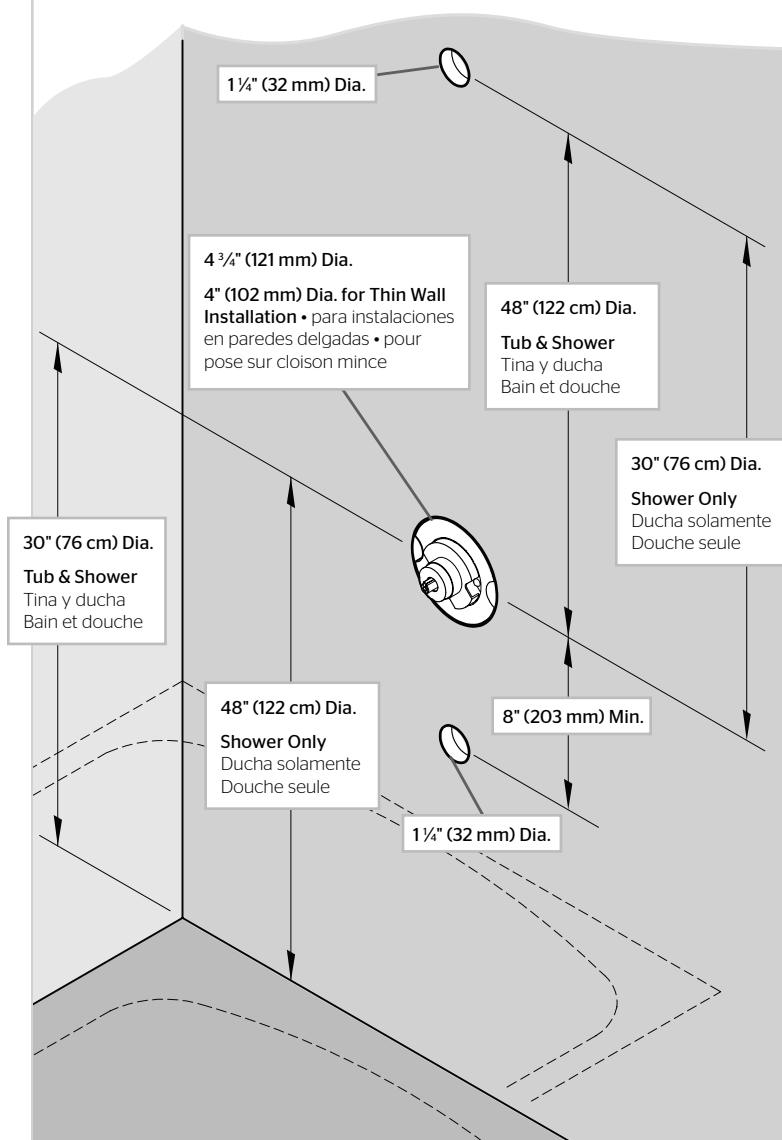 1 ¼" (32 mm) Dia.
4 ¾" (121 mm) Dia.
4" (102 mm) Dia. for Thin Wall
Installation • para instalaciones
en paredes delgadas • pour
pose sur cloison mince
48" (122 cm) Dia.
Tub & Shower
Tina y ducha
Bain et douche
30" (76 cm) Dia.
Shower Only
Ducha solamente
Douche seule
30" (76 cm) Dia.
Tub & Shower
Tina y ducha
Bain et douche
48" (122 cm) Dia.
Shower Only
Ducha solamente
Douche seule
8" (203 mm) Min.
1 ¼" (32 mm) Dia.